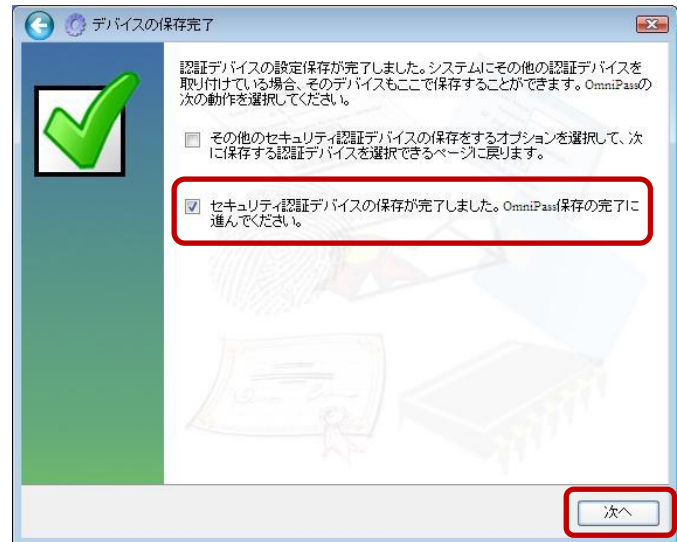 デバイスの保存完了
認証デバイスの設定保存が完了しました。システムにその他の認証デバイスを
取り付けている場合、そのデバイスもここで保存することができます。OmniPassの
次の動作を選択してください。
その他のセキュリティ認証デバイスの保存をするオプションを選択して、次
に保存する認証デバイスを選択できるページに戻ります。
セキュリティ認証デバイスの保存が完了しました。OmniPass保存の完了に
進んでください。
次へ